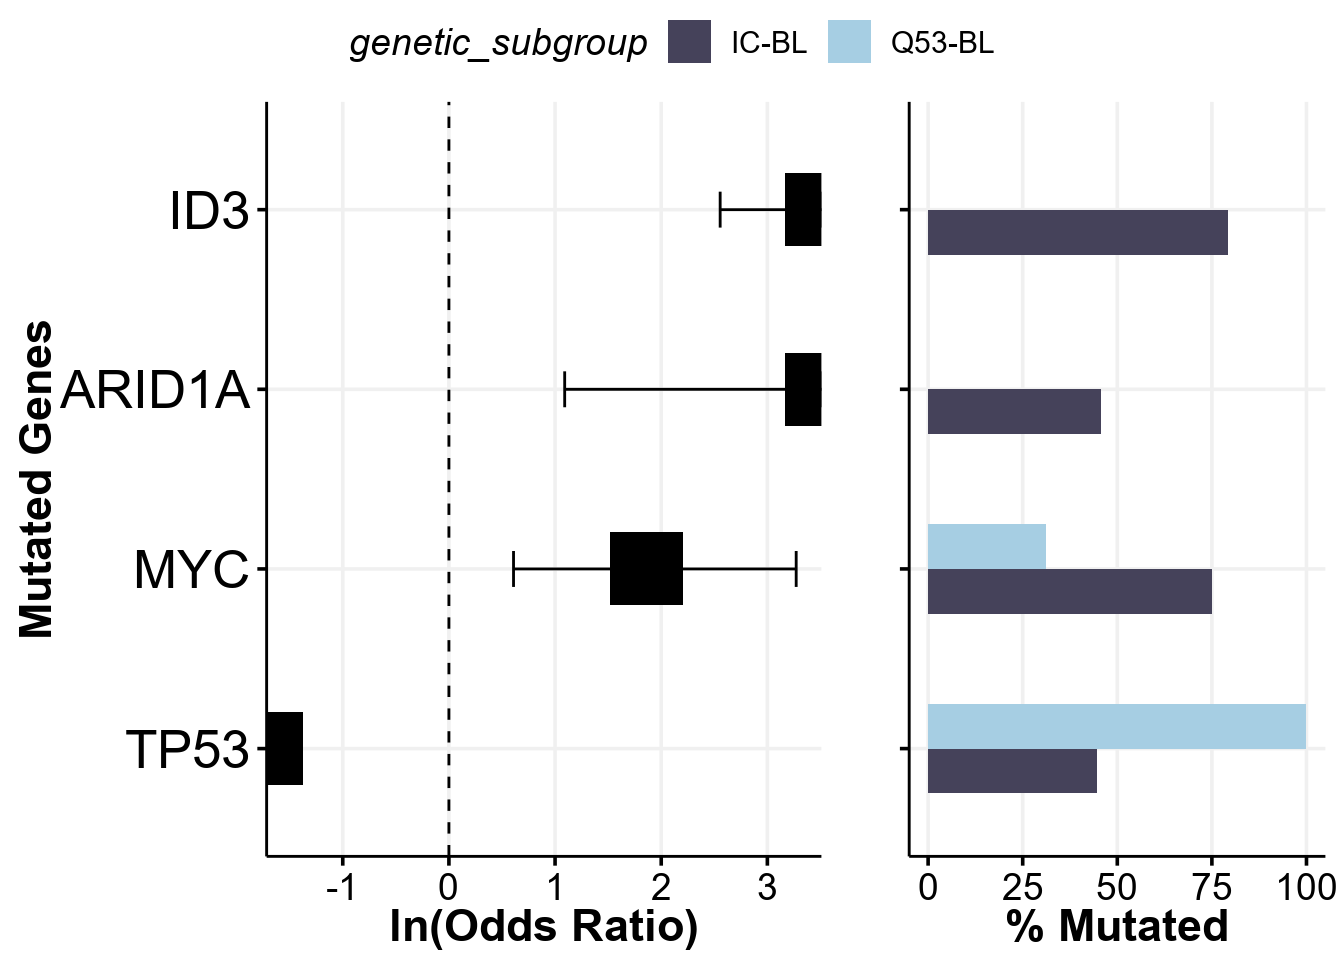 genetic_subgroup IC-BL Q53-BL
Mutated Genes
ID3
ARID1A
MYC
TP53
-1 0 1 2 3
ln(Odds Ratio)
0 25 50 75 100
% Mutated